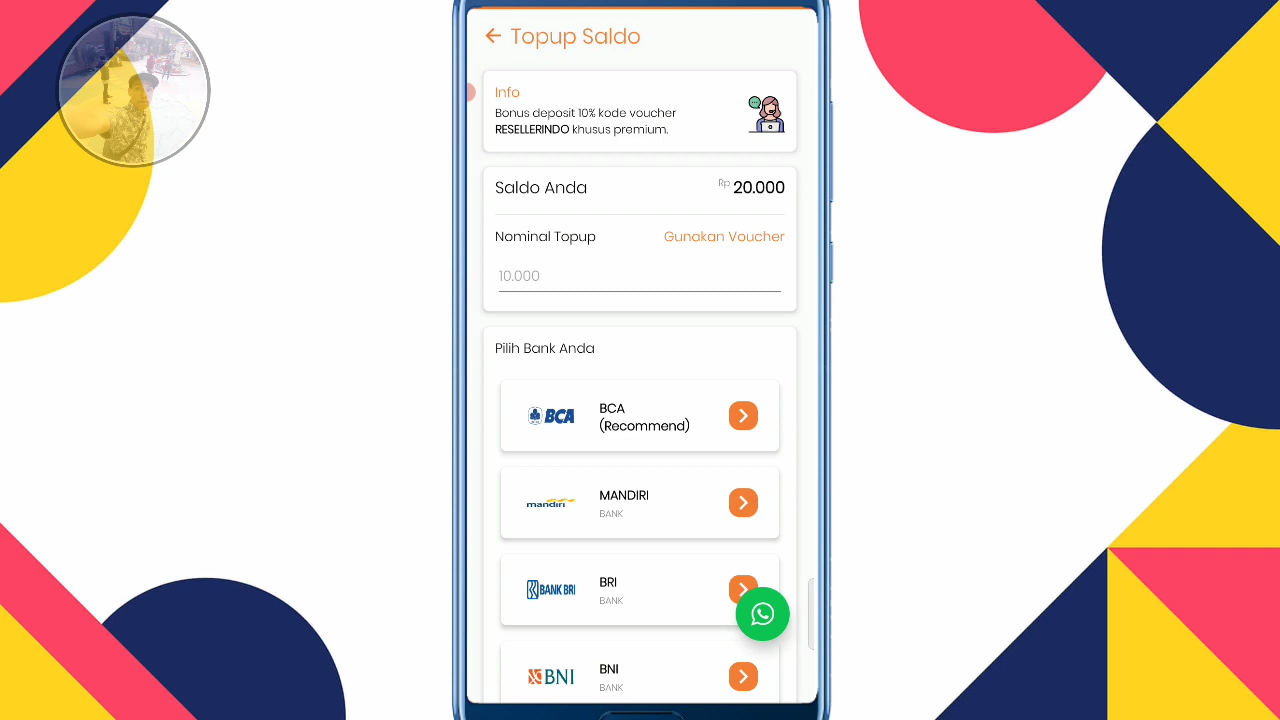 Topup Saldo
Info
Bonus deposit 10% kode voucher
RESELLERINDO khusus premium.
Saldo Anda Rp 20.000
Nominal Topup Gunakan Voucher
10.000
Pilih Bank Anda
BCA BCA
(Recommend)
mandiri MANDIRI
BANK
BANK BRI BRI
BANK
BNI BNI
BANK